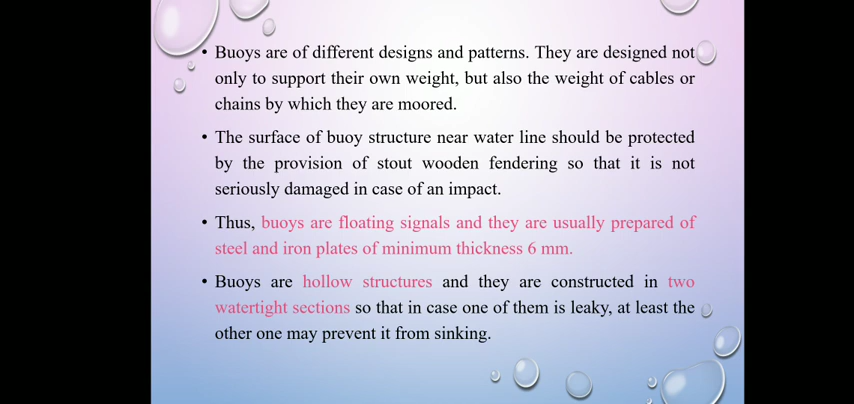 • Buoys are of different designs and patterns. They are designed not
only to support their own weight, but also the weight of cables or
chains by which they are moored.
• The surface of buoy structure near water line should be protected
by the provision of stout wooden fendering so that it is not
seriously damaged in case of an impact.
• Thus, buoys are floating signals and they are usually prepared of
steel and iron plates of minimum thickness 6 mm.
• Buoys are hollow structures and they are constructed in two
watertight sections so that in case one of them is leaky, at least the
other one may prevent it from sinking.